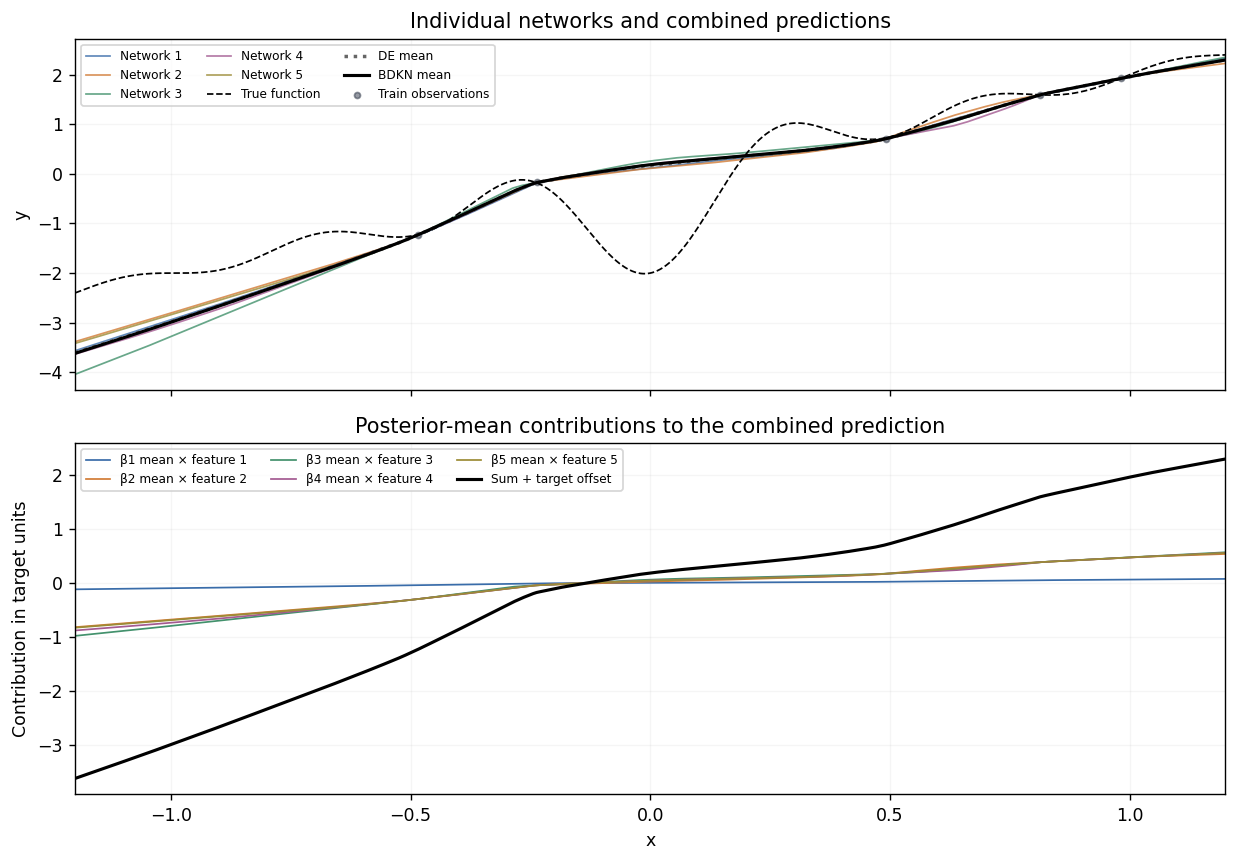 Individual networks and combined predictions
Network 1 Network 4 DE mean
Network 2 Network 5 BDKN mean
Network 3 True function Train observations
2
1
0
−1
−2
−3
−4
y
Posterior-mean contributions to the combined prediction
β1 mean × feature 1 β3 mean × feature 3 β5 mean × feature 5
β2 mean × feature 2 β4 mean × feature 4 Sum + target offset
2
1
0
−1
−2
−3
Contribution in target units
−1.0 −0.5 0.0 0.5 1.0
x